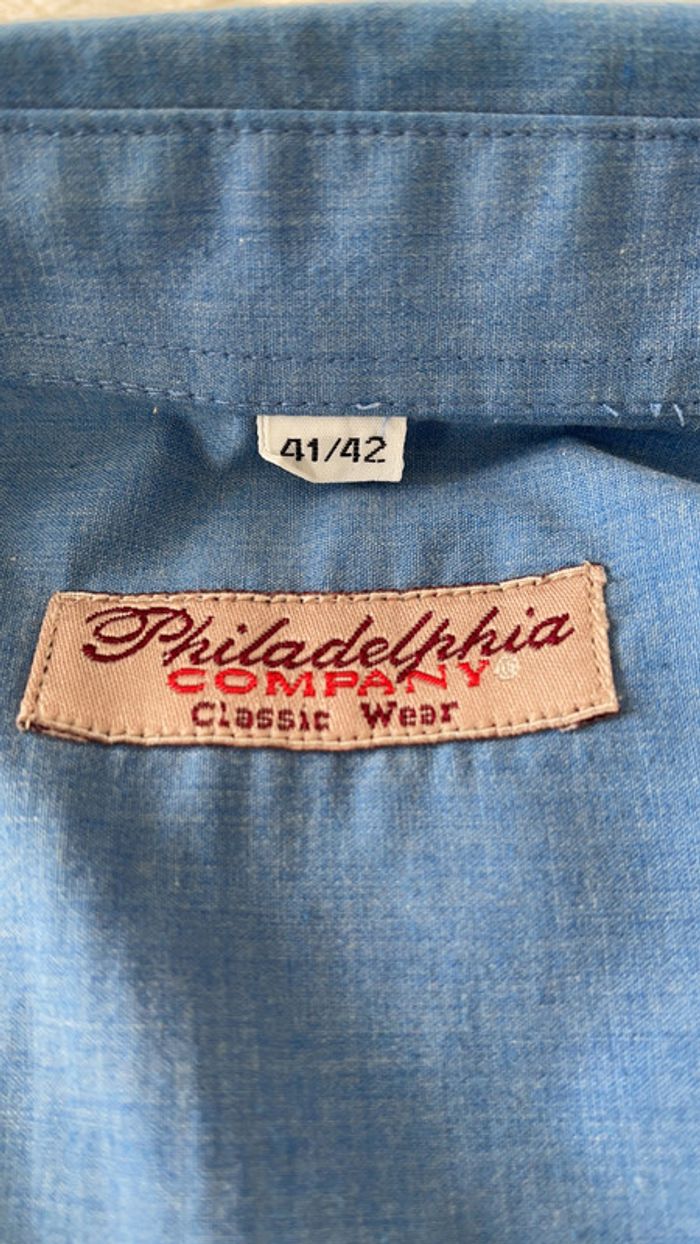 41/42
Philadelphia
COMPANY®
Classic Wear